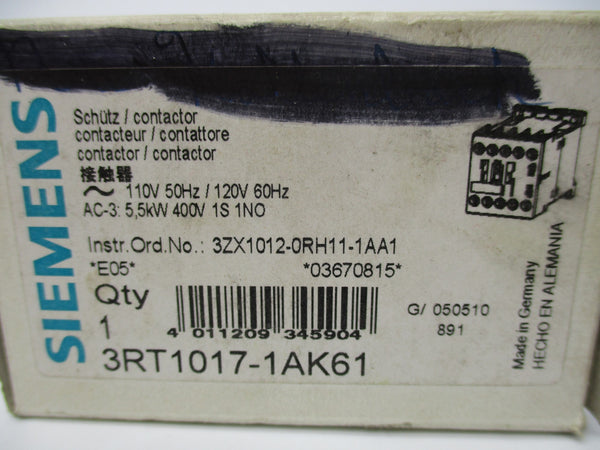 SIEMENS
Schütz / contactor
contacteur / contattore
contactor / contactor
接触器
～ 110V 50Hz / 120V 60Hz
AC-3: 5,5kW 400V 1S 1NO
Instr.Ord.No.: 3ZX1012-0RH11-1AA1
*E05* *03670815*
Qty
1
4 011209 345904
G/ 050510
891
3RT1017-1AK61
Made in Germany
HECHO EN ALEMANIA